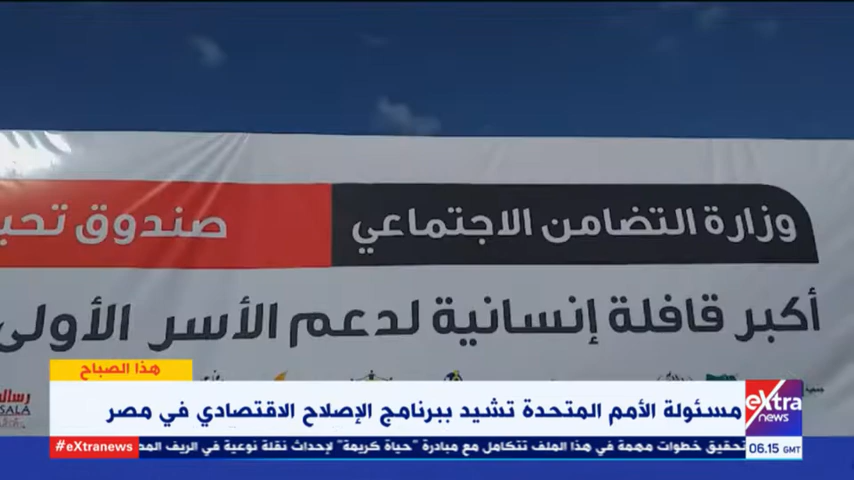 وزارة التضامن الاجتماعي
صندوق تحيا
أكبر قافلة إنسانية لدعم الأسر الأولى
هذا الصباح
مسئولة الأمم المتحدة تشيد ببرنامج الإصلاح الاقتصادي في مصر
eXtra news
#eXtranews
تحقيق خطوات مهمة في هذا الملف تتكامل مع مبادرة "حياة كريمة" لإحداث نقلة نوعية في الريف المص
06.15 GMT